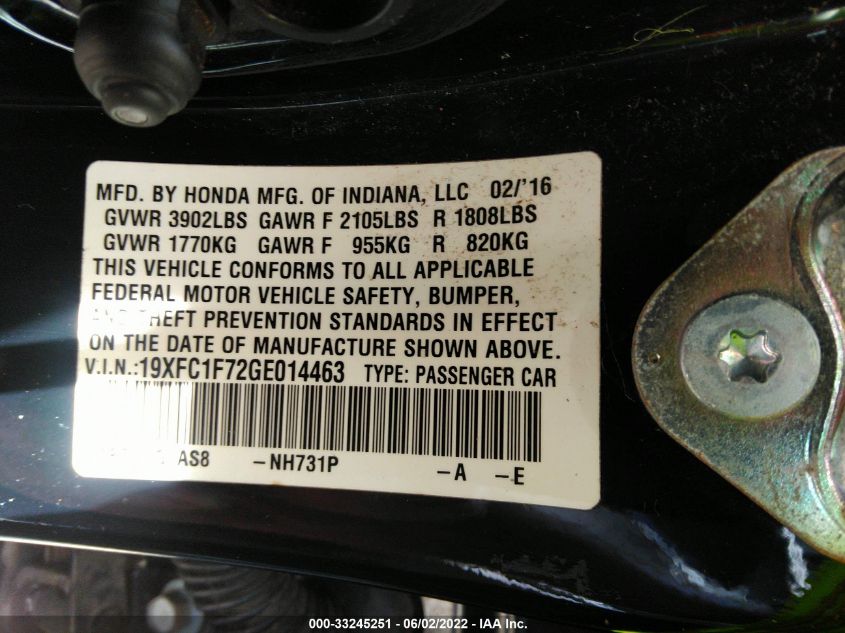 MFD. BY HONDA MFG. OF INDIANA, LLC 02/'16
GVWR 3902LBS GAWR F 2105LBS R 1808LBS
GVWR 1770KG GAWR F 955KG R 820KG
THIS VEHICLE CONFORMS TO ALL APPLICABLE
FEDERAL MOTOR VEHICLE SAFETY, BUMPER,
AND THEFT PREVENTION STANDARDS IN EFFECT
ON THE DATE OF MANUFACTURE SHOWN ABOVE.
V.I.N.:19XFC1F72GE014463 TYPE: PASSENGER CAR
AS8 -NH731P -A -E
000-33245251 - 06/02/2022 - IAA Inc.